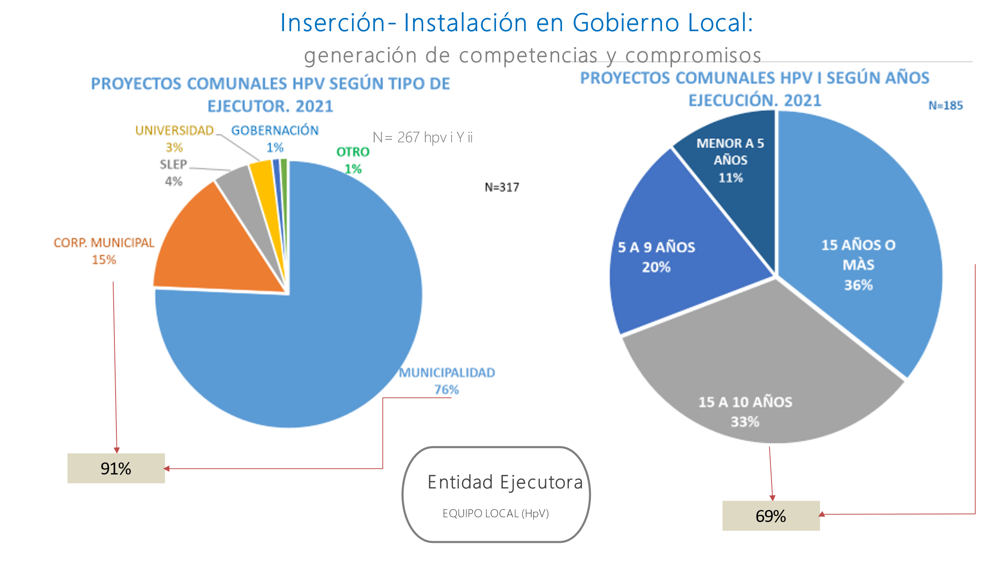 Inserción- Instalación en Gobierno Local:
generación de competencias y compromisos
PROYECTOS COMUNALES HPV SEGÚN TIPO DE
EJECUTOR. 2021
N= 267 hpv i Y ii
N=317
UNIVERSIDAD
3%
GOBERNACIÓN
1%
OTRO
1%
SLEP
4%
CORP. MUNICIPAL
15%
MUNICIPALIDAD
76%
91%
PROYECTOS COMUNALES HPV I SEGÚN AÑOS
EJECUCIÓN. 2021
N=185
MENOR A 5
AÑOS
11%
5 A 9 AÑOS
20%
15 AÑOS O
MÀS
36%
15 A 10 AÑOS
33%
69%
Entidad Ejecutora
EQUIPO LOCAL (HpV)